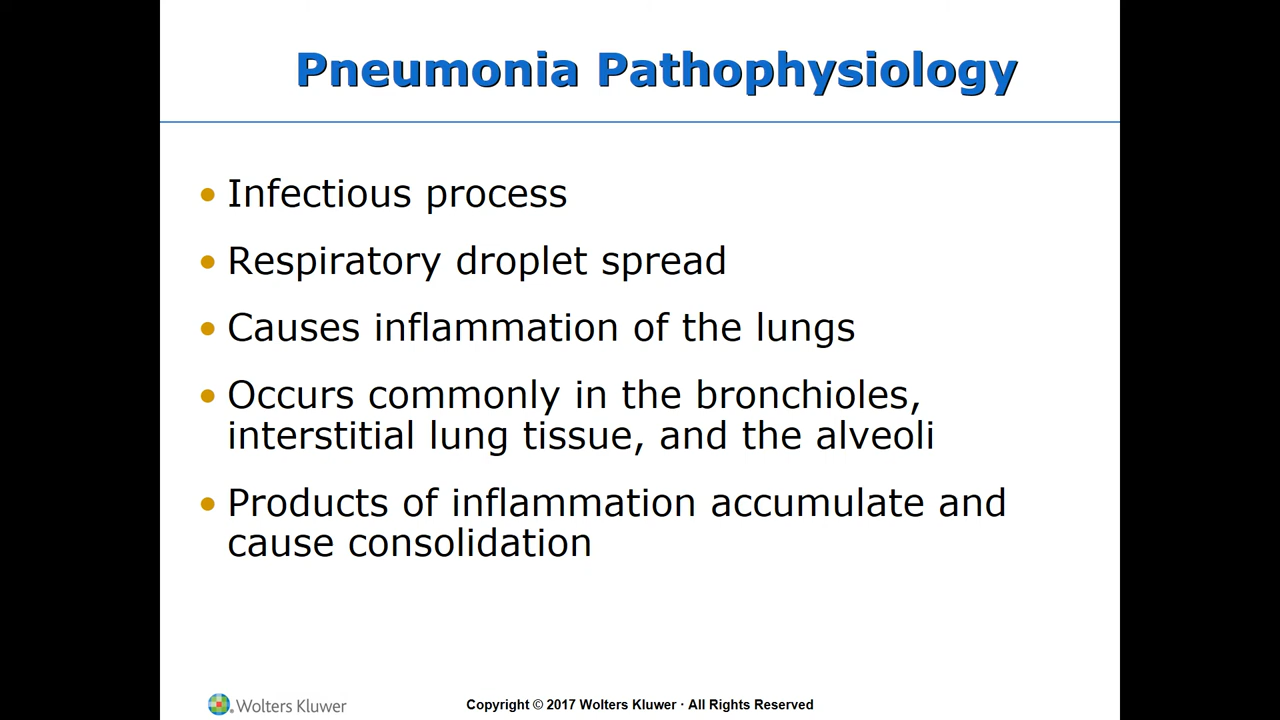 Pneumonia Pathophysiology
• Infectious process
• Respiratory droplet spread
• Causes inflammation of the lungs
• Occurs commonly in the bronchioles,
interstitial lung tissue, and the alveoli
• Products of inflammation accumulate and
cause consolidation
Wolters Kluwer
Copyright © 2017 Wolters Kluwer · All Rights Reserved